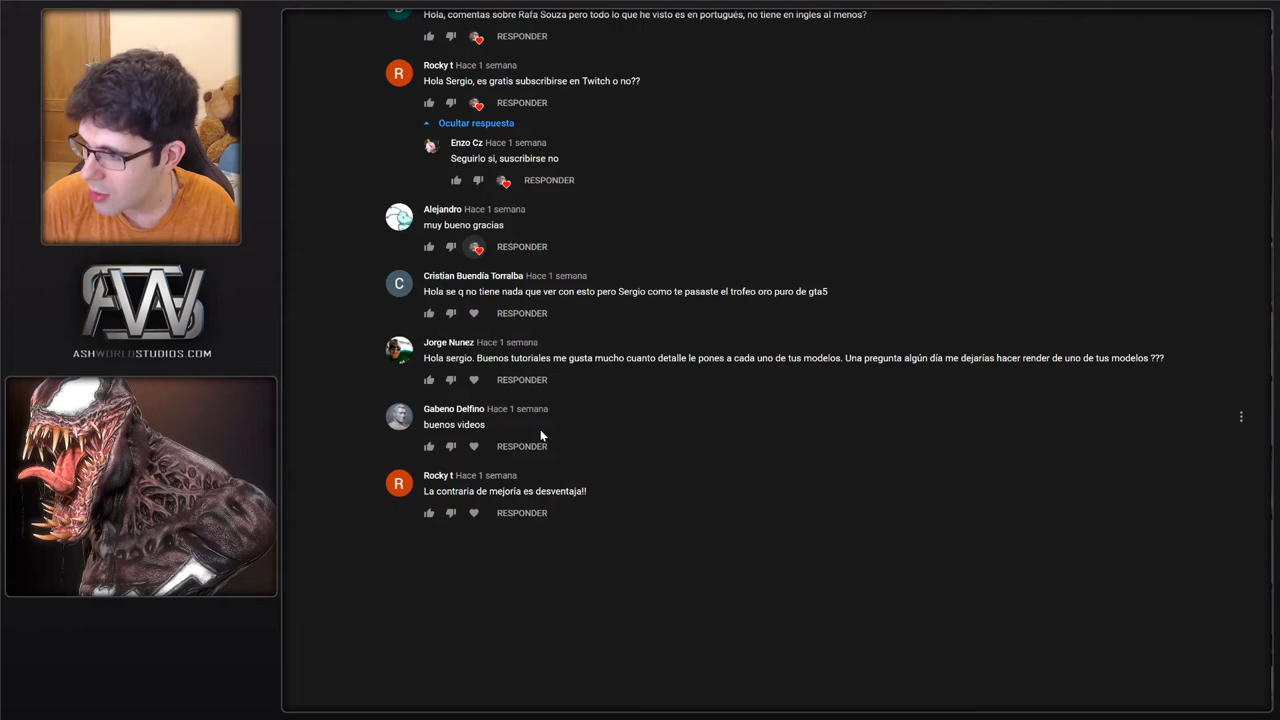 Hola, comentas sobre Rafa Souza pero todo lo que he visto es en portugués, no tiene en ingles al menos?
RESPONDER
R
Rocky t Hace 1 semana
Hola Sergio, es gratis subscribirse en Twitch o no??
RESPONDER
Ocultar respuesta
Enzo Cz Hace 1 semana
Seguirlo si, suscribirse no
RESPONDER
Alejandro Hace 1 semana
muy bueno gracias
RESPONDER
C
Cristian Buendía Torralba Hace 1 semana
Hola se q no tiene nada que ver con esto pero Sergio como te pasaste el trofeo oro puro de gta5
RESPONDER
Jorge Nunez Hace 1 semana
Hola sergio. Buenos tutoriales me gusta mucho cuanto detalle le pones a cada uno de tus modelos. Una pregunta algún día me dejarías hacer render de uno de tus modelos ???
RESPONDER
Gabeno Delfino Hace 1 semana
buenos videos
RESPONDER
R
Rocky t Hace 1 semana
La contraria de mejoría es desventaja!!
RESPONDER
ASHWORLDSTUDIOS.COM